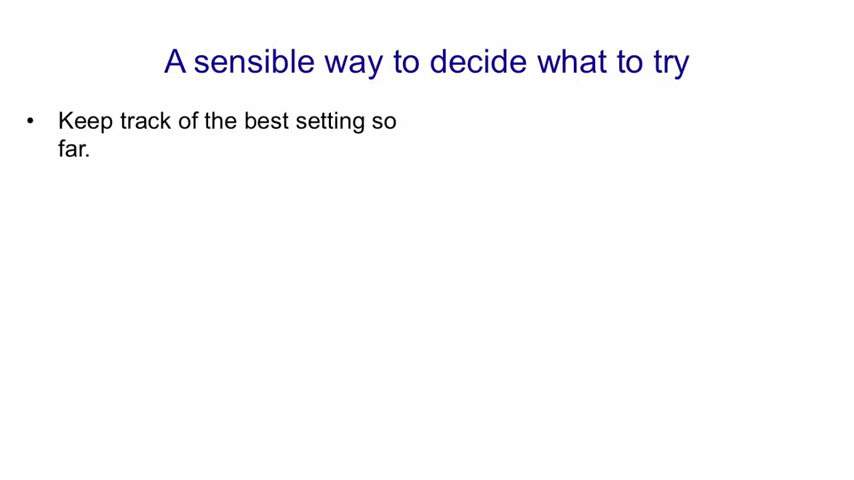 A sensible way to decide what to try
• Keep track of the best setting so
far.